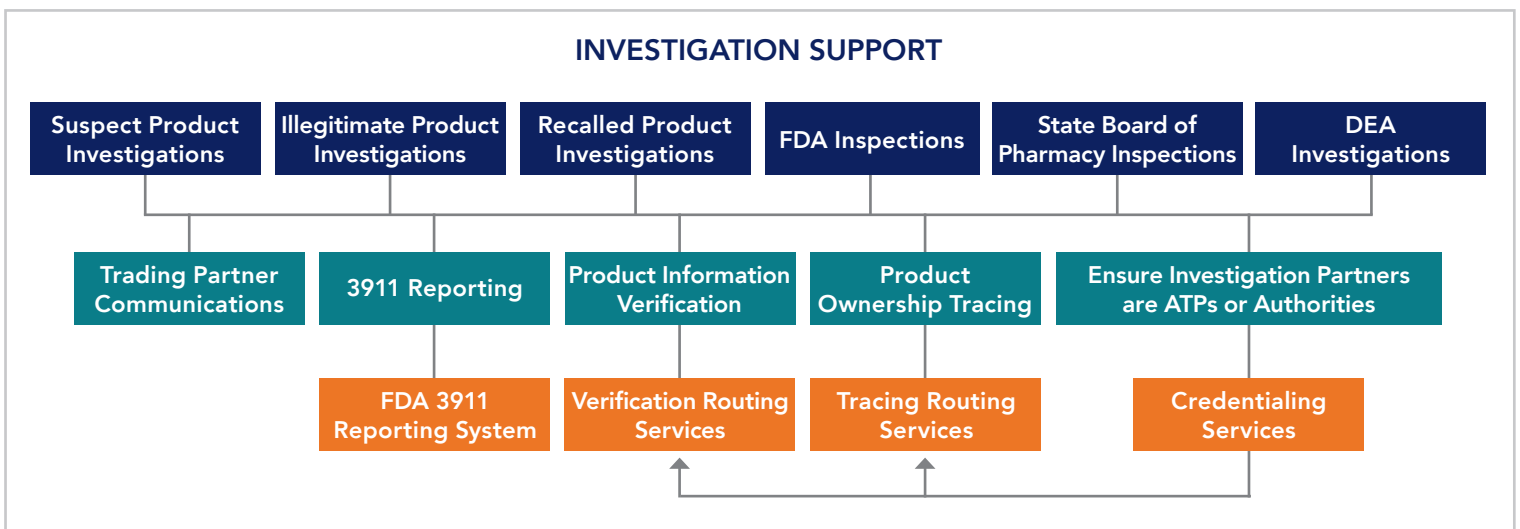 INVESTIGATION SUPPORT
Suspect Product
Investigations
Illegitimate Product
Investigations
Recalled Product
Investigations
FDA Inspections
State Board of
Pharmacy Inspections
DEA
Investigations
Trading Partner
Communications
3911 Reporting
Product Information
Verification
Product
Ownership Tracing
Ensure Investigation Partners
are ATPs or Authorities
FDA 3911
Reporting System
Verification Routing
Services
Tracing Routing
Services
Credentialing
Services